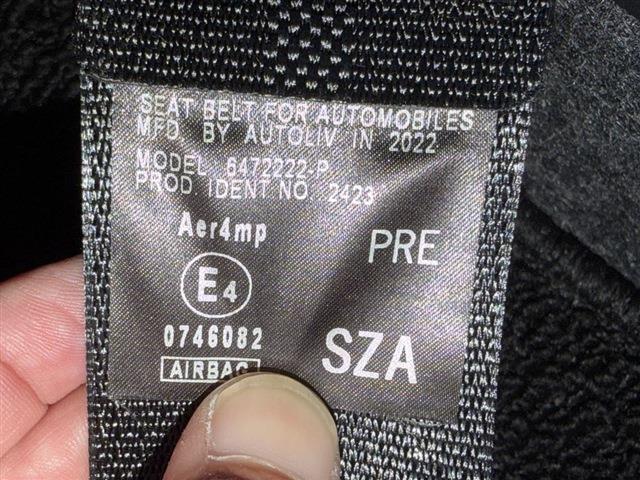 SEAT BELT FOR AUTOMOBILES
MFD. BY AUTOLIV IN 2022
MODEL 6472222-P
PROD. IDENT NO. 2423
Aer4mp
PRE
E4
0746082
SZA
AIRBAG